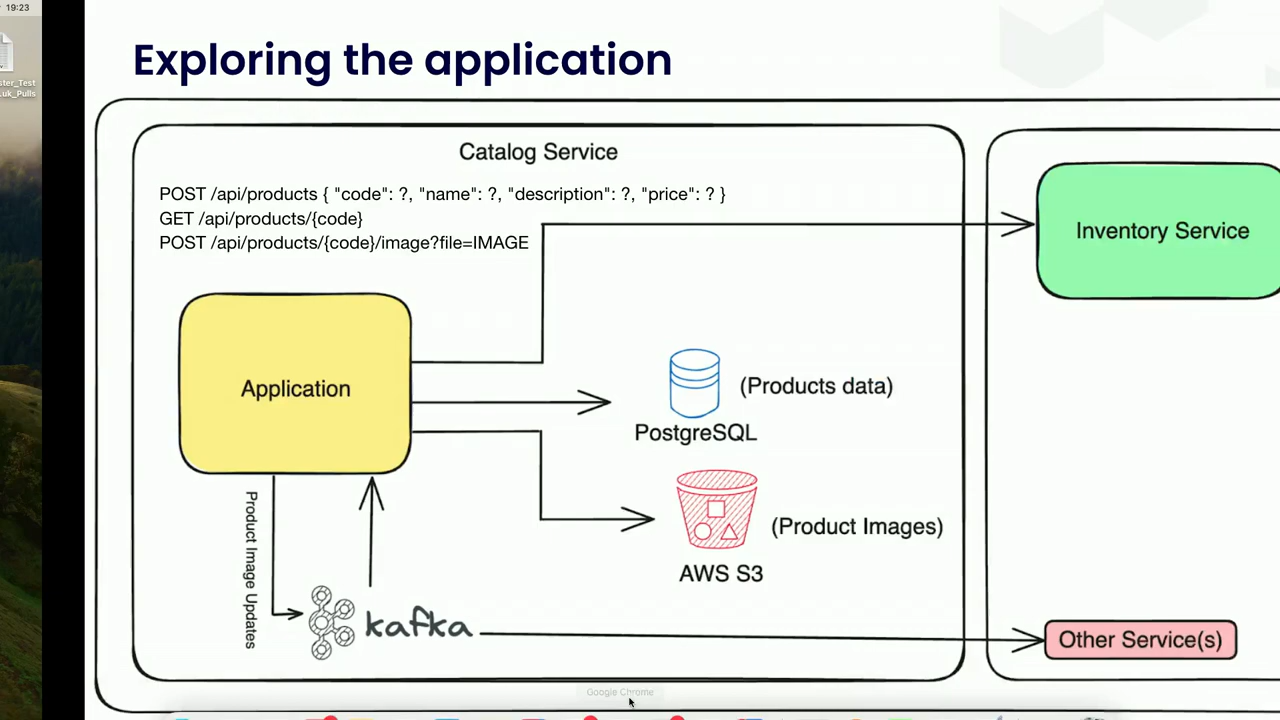 19:23
ster_Test
.uk_Pulls
Exploring the application
Catalog Service
POST /api/products { "code": ?, "name": ?, "description": ?, "price": ? }
GET /api/products/{code}
POST /api/products/{code}/image?file=IMAGE
Inventory Service
Application
(Products data)
PostgreSQL
(Product Images)
AWS S3
Product Image Updates
kafka
Other Service(s)
Google Chrome